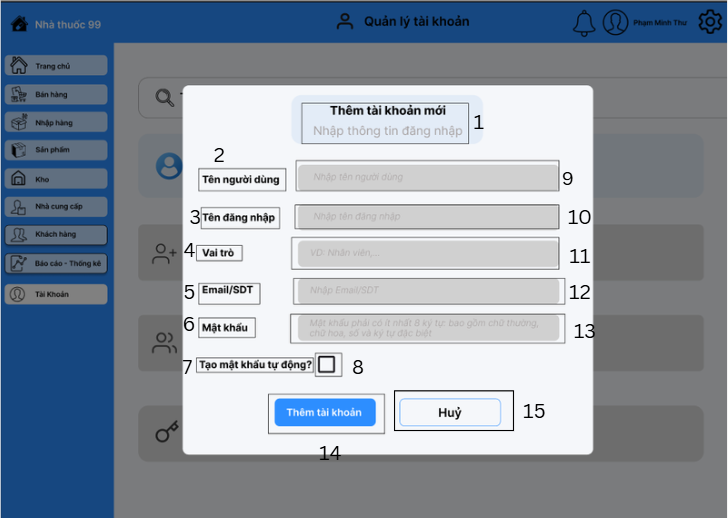 Nhà thuốc 99
Quản lý tài khoản
Phạm Minh Thư
Trang chủ
Bán hàng
Nhập hàng
Sản phẩm
Kho
Nhà cung cấp
Khách hàng
Báo cáo - Thống kê
Tài Khoản
Thêm tài khoản mới
Nhập thông tin đăng nhập
1
2
Tên người dùng
Nhập tên người dùng
9
3
Tên đăng nhập
Nhập tên đăng nhập
10
4
Vai trò
VD: Nhân viên,...
11
5
Email/SDT
Nhập Email/SDT
12
6
Mật khẩu
Mật khẩu phải có ít nhất 8 ký tự: bao gồm chữ thường,
chữ hoa, số và ký tự đặc biệt
13
7
Tạo mật khẩu tự động?
8
Thêm tài khoản
Huỷ
15
14